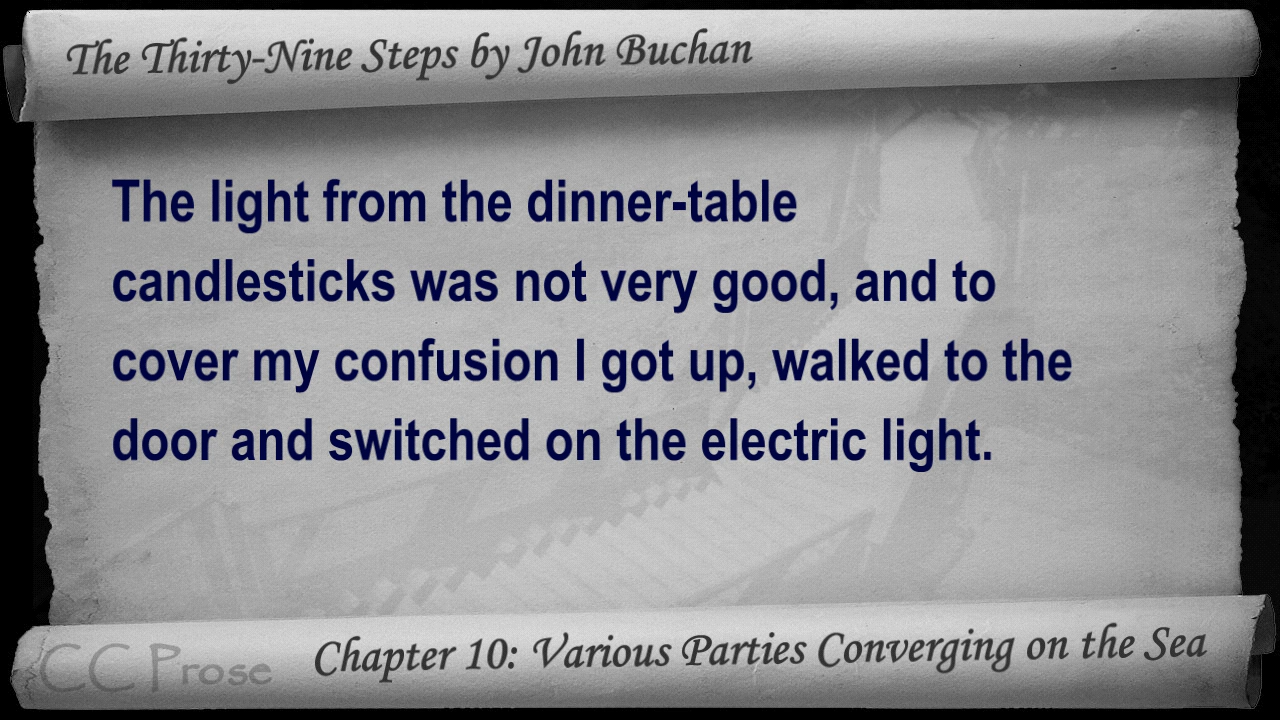 The Thirty-Nine Steps by John Buchan
The light from the dinner-table
candlesticks was not very good, and to
cover my confusion I got up, walked to the
door and switched on the electric light.
CC Prose
Chapter 10: Various Parties Converging on the Sea